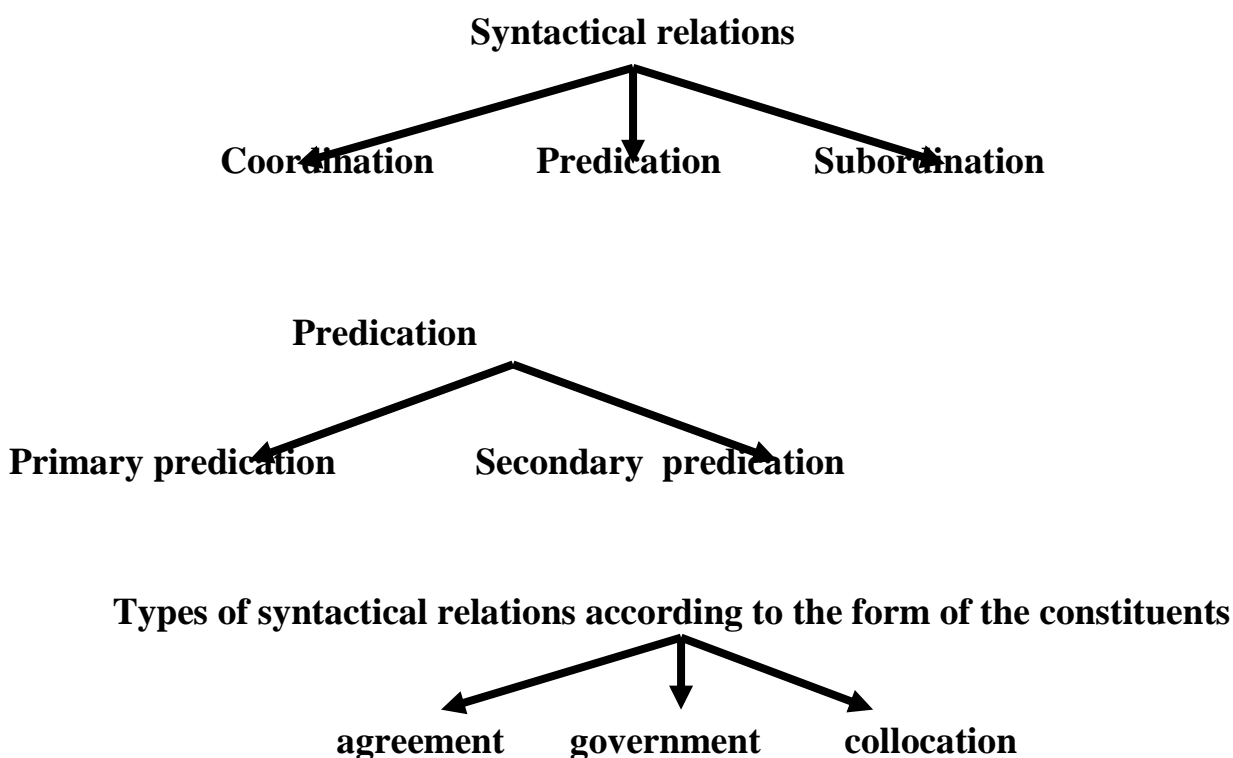 Syntactical relations
Coordination Predication Subordination
Predication
Primary predication Secondary predication
Types of syntactical relations according to the form of the constituents
agreement government collocation